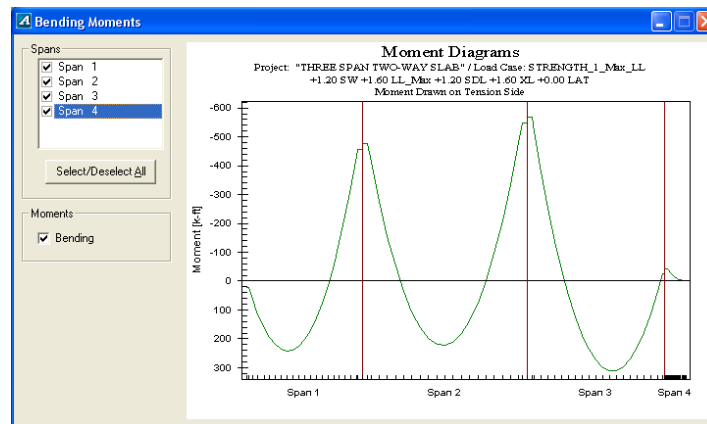 Bending Moments
Spans
Span 1
Span 2
Span 3
Span 4
Select/Deselect All
Moments
Bending
Moment Diagrams
Project: "THREE SPAN TWO-WAY SLAB" / Load Case: STRENGTH_1_Max_LL
+1.20 SW +1.60 LL_Max +1.20 SDL +1.60 XL +0.00 LAT
Moment Drawn on Tension Side
Moment [k-ft]
-600
-500
-400
-300
-200
-100
0
100
200
300
Span 1 Span 2 Span 3 Span 4